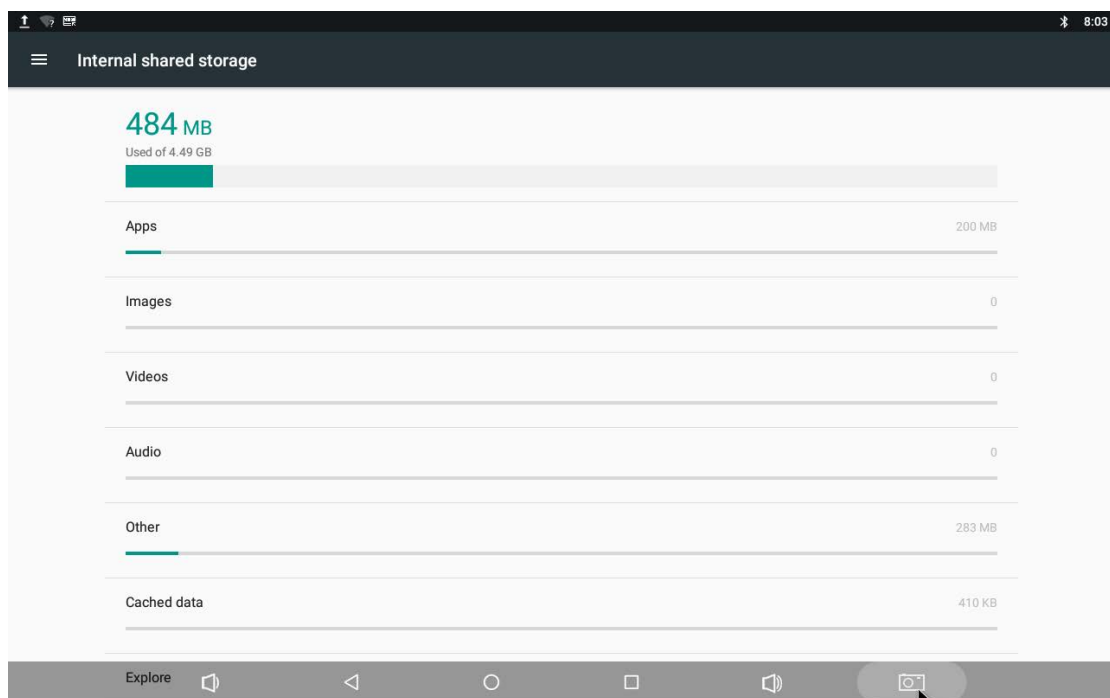 8:03
Internal shared storage
484 MB
Used of 4.49 GB
Apps 200 MB
Images 0
Videos 0
Audio 0
Other 283 MB
Cached data 410 KB
Explore